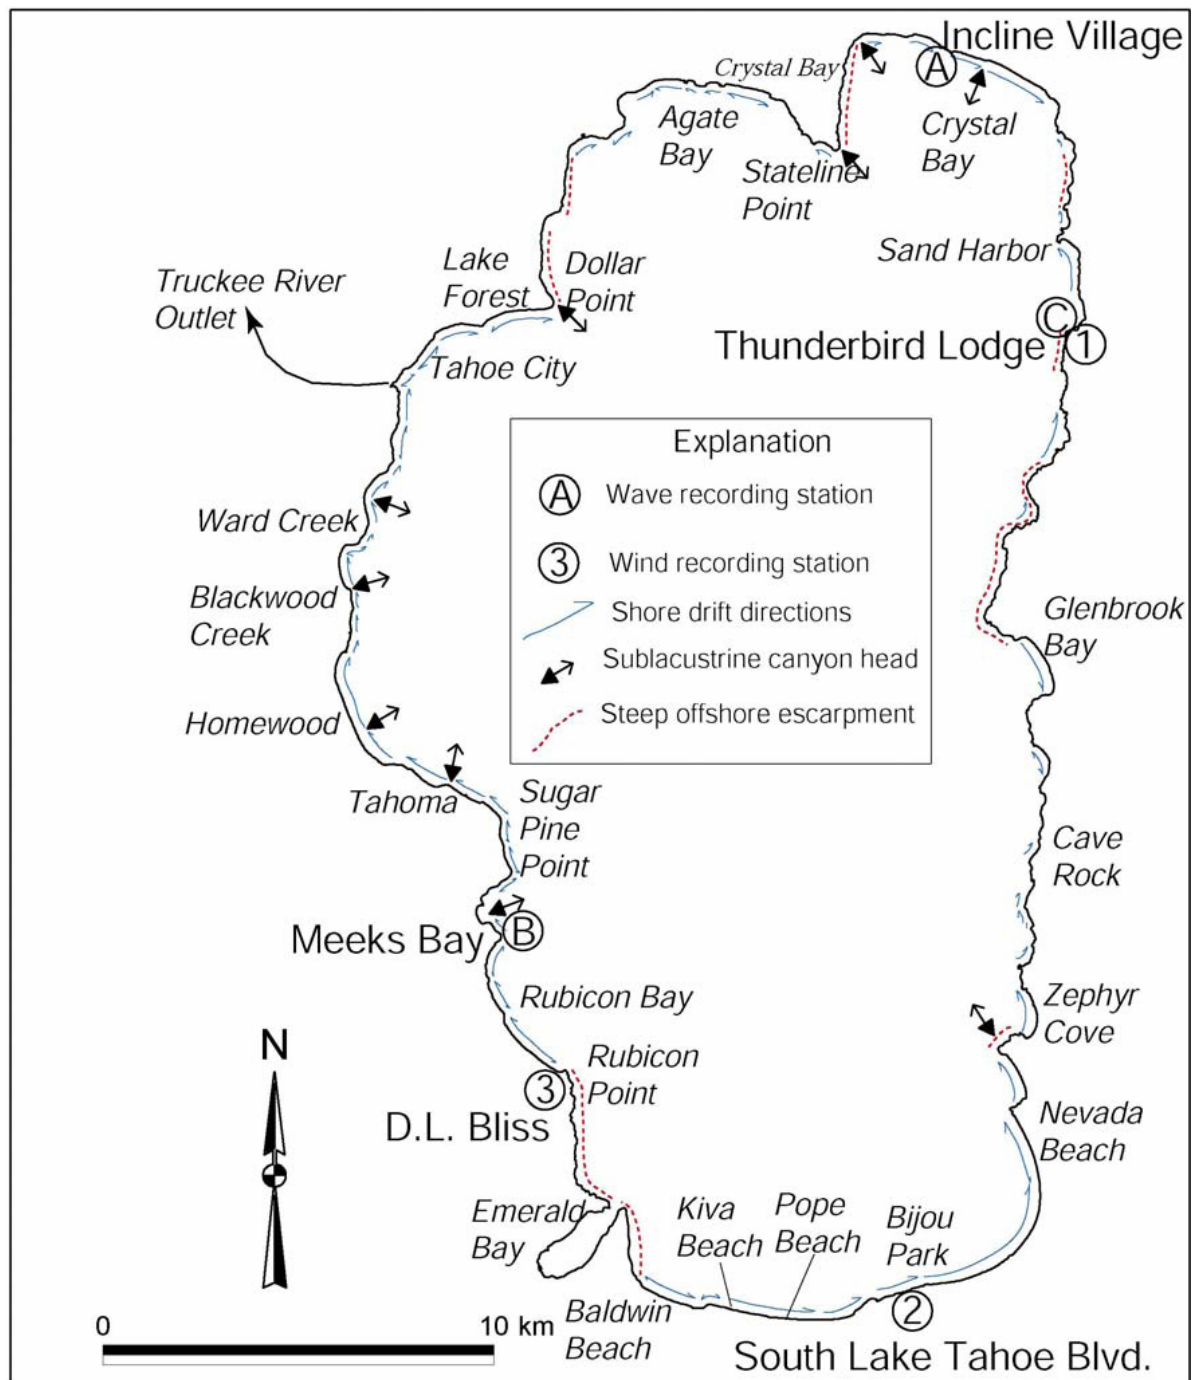 Incline Village
Crystal Bay
A
Agate
Bay
Crystal
Bay
Stateline
Point
Sand Harbor
Lake
Forest
Dollar
Point
Truckee River
Outlet
C
Thunderbird Lodge
1
Tahoe City
Explanation
A Wave recording station
3 Wind recording station
Shore drift directions
Sublacustrine canyon head
Steep offshore escarpment
Ward Creek
Blackwood
Creek
Glenbrook
Bay
Homewood
Tahoma
Sugar
Pine
Point
Cave
Rock
Meeks Bay
B
Rubicon Bay
Zephyr
Cove
N
Rubicon
Point
3
D.L. Bliss
Nevada
Beach
Emerald
Bay
Kiva
Beach
Pope
Beach
Bijou
Park
2
Baldwin
Beach
0 10 km
South Lake Tahoe Blvd.